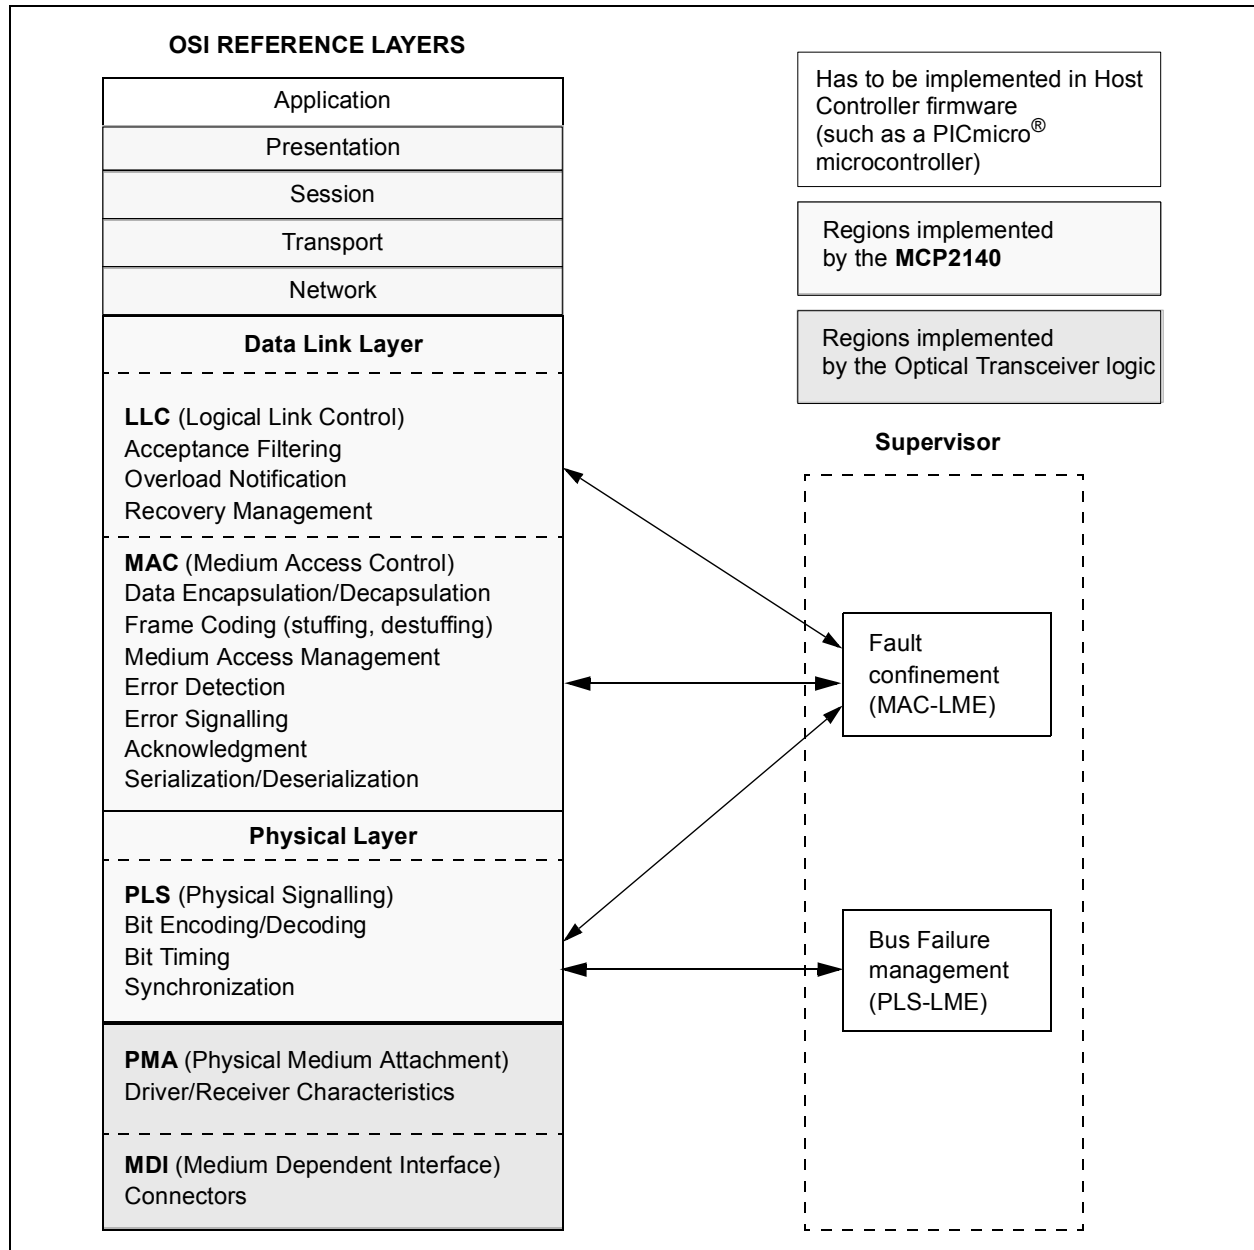 OSI REFERENCE LAYERS
Application
Presentation
Session
Transport
Network
Data Link Layer
LLC (Logical Link Control)
Acceptance Filtering
Overload Notification
Recovery Management
MAC (Medium Access Control)
Data Encapsulation/Decapsulation
Frame Coding (stuffing, destuffing)
Medium Access Management
Error Detection
Error Signalling
Acknowledgment
Serialization/Deserialization
Physical Layer
PLS (Physical Signalling)
Bit Encoding/Decoding
Bit Timing
Synchronization
PMA (Physical Medium Attachment)
Driver/Receiver Characteristics
MDI (Medium Dependent Interface)
Connectors
Has to be implemented in Host
Controller firmware
(such as a PICmicro®
microcontroller)
Regions implemented
by the MCP2140
Regions implemented
by the Optical Transceiver logic
Supervisor
Fault
confinement
(MAC-LME)
Bus Failure
management
(PLS-LME)